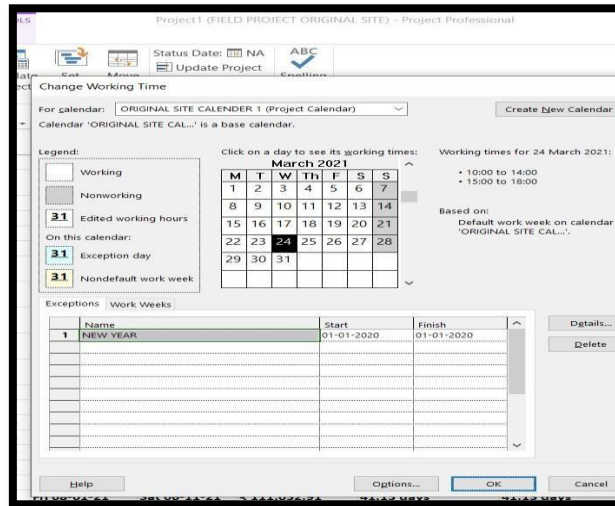 Project1 (FIELD PROJECT ORIGINAL SITE) - Project Professional
Status Date: NA
Update Project
ABC
Change Working Time
For calendar: ORIGINAL SITE CALENDER 1 (Project Calendar)
Create New Calendar
Calendar 'ORIGINAL SITE CAL...' is a base calendar.
Legend:
Working
Nonworking
31 Edited working hours
On this calendar:
31 Exception day
31 Nondefault work week
Click on a day to see its working times:
March 2021
M T W Th F S S
1 2 3 4 5 6 7
8 9 10 11 12 13 14
15 16 17 18 19 20 21
22 23 24 25 26 27 28
29 30 31
Working times for 24 March 2021:
• 10:00 to 14:00
• 15:00 to 18:00
Based on:
Default work week on calendar
'ORIGINAL SITE CAL...'.
Exceptions Work Weeks
Name Start Finish
1 NEW YEAR 01-01-2020 01-01-2020
Details...
Delete
Help
Options...
OK
Cancel